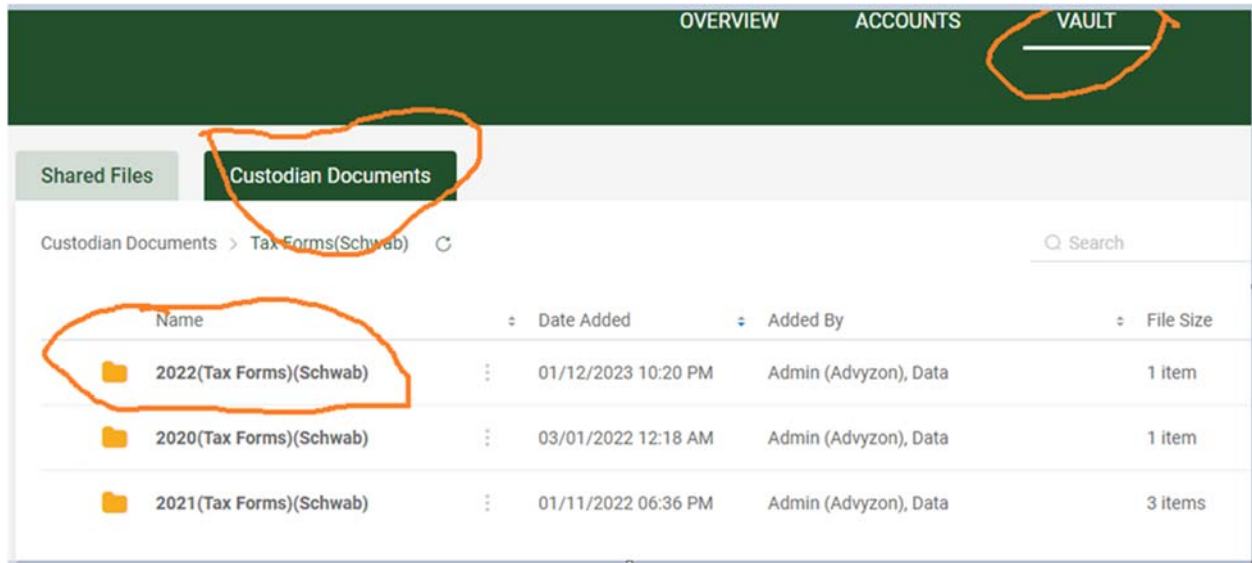 OVERVIEW ACCOUNTS VAULT
Shared Files Custodian Documents
Custodian Documents > Tax Forms(Schwab) Search
Name Date Added Added By File Size
2022(Tax Forms)(Schwab) 01/12/2023 10:20 PM Admin (Advyzon), Data 1 item
2020(Tax Forms)(Schwab) 03/01/2022 12:18 AM Admin (Advyzon), Data 1 item
2021(Tax Forms)(Schwab) 01/11/2022 06:36 PM Admin (Advyzon), Data 3 items